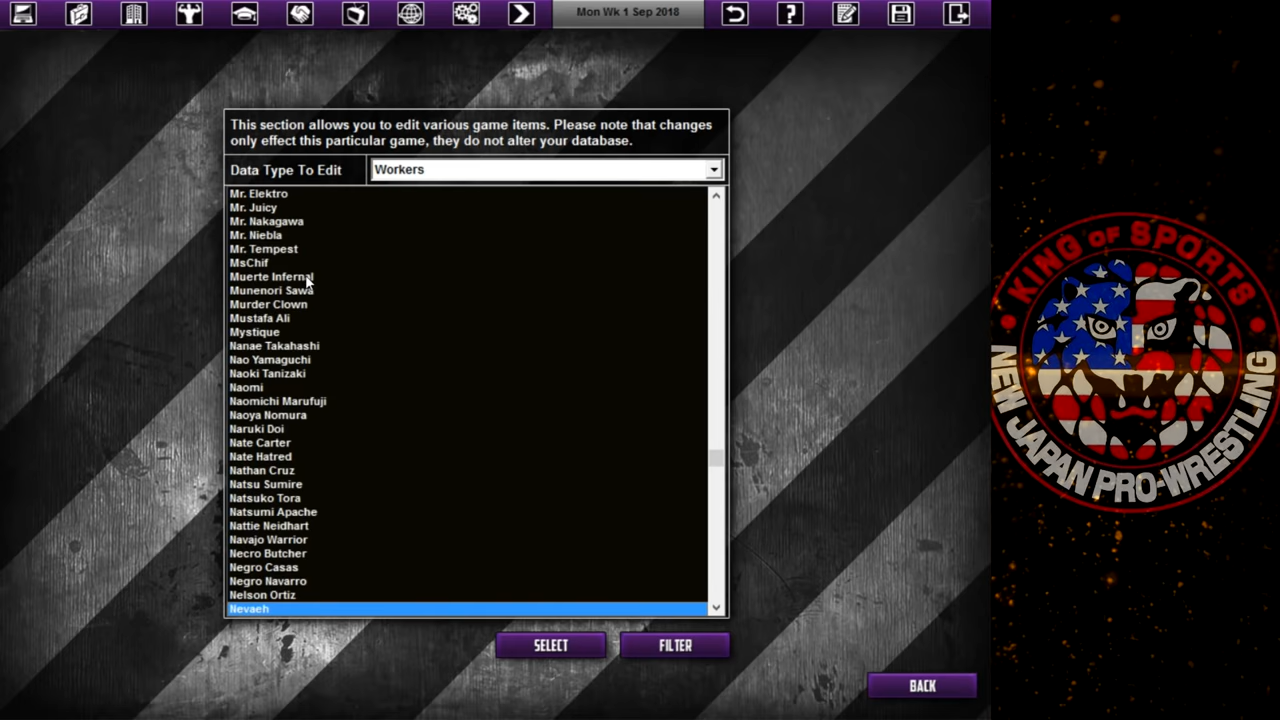 Mon Wk 1 Sep 2018
This section allows you to edit various game items. Please note that changes
only effect this particular game, they do not alter your database.
Data Type To Edit
Workers
Mr. Elektro
Mr. Juicy
Mr. Nakagawa
Mr. Niebla
Mr. Tempest
MsChif
Muerte Infernal
Munenori Sawa
Murder Clown
Mustafa Ali
Mystique
Nanae Takahashi
Nao Yamaguchi
Naoki Tanizaki
Naomi
Naomichi Marufuji
Naoya Nomura
Naruki Doi
Nate Carter
Nate Hatred
Nathan Cruz
Natsu Sumire
Natsuko Tora
Natsumi Apache
Nattie Neidhart
Navajo Warrior
Necro Butcher
Negro Casas
Negro Navarro
Nelson Ortiz
Nevaeh
SELECT
FILTER
BACK
KING OF SPORTS
NEW JAPAN PRO-WRESTLING